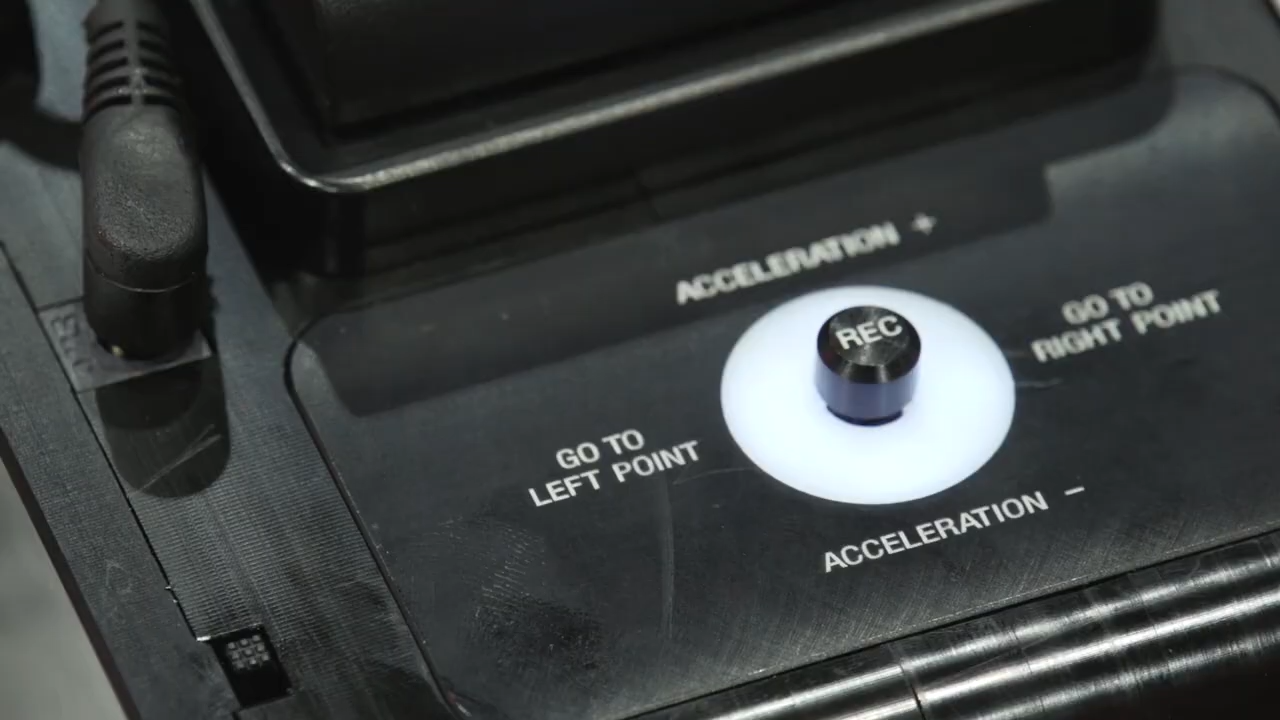 ACCELERATION +
REC
GO TO
RIGHT POINT
GO TO
LEFT POINT
ACCELERATION −